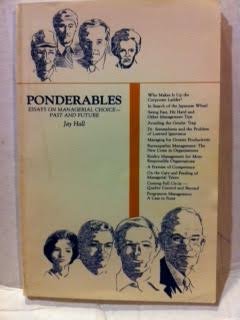 PONDERABLES
ESSAYS ON MANAGERIAL CHOICE—
PAST AND FUTURE
Jay Hall
Who Makes It Up the
Corporate Ladder?
In Search of the Japanese Wheel
Swing Fast, Hit Hard and
Other Management Tips
Avoiding the Gender Trap
Dr. Semmelweis and the Problem
of Learned Ignorance
Managing for Greater Productivity
Bureaupathic Management: The
New Crisis in Organizations
Reality Management for More
Responsible Organizations
A Premise of Competence
On the Care and Feeding of
Managerial Talent
Coming Full Circle —
Quality Control and Beyond
Progressive Management:
A Case in Point